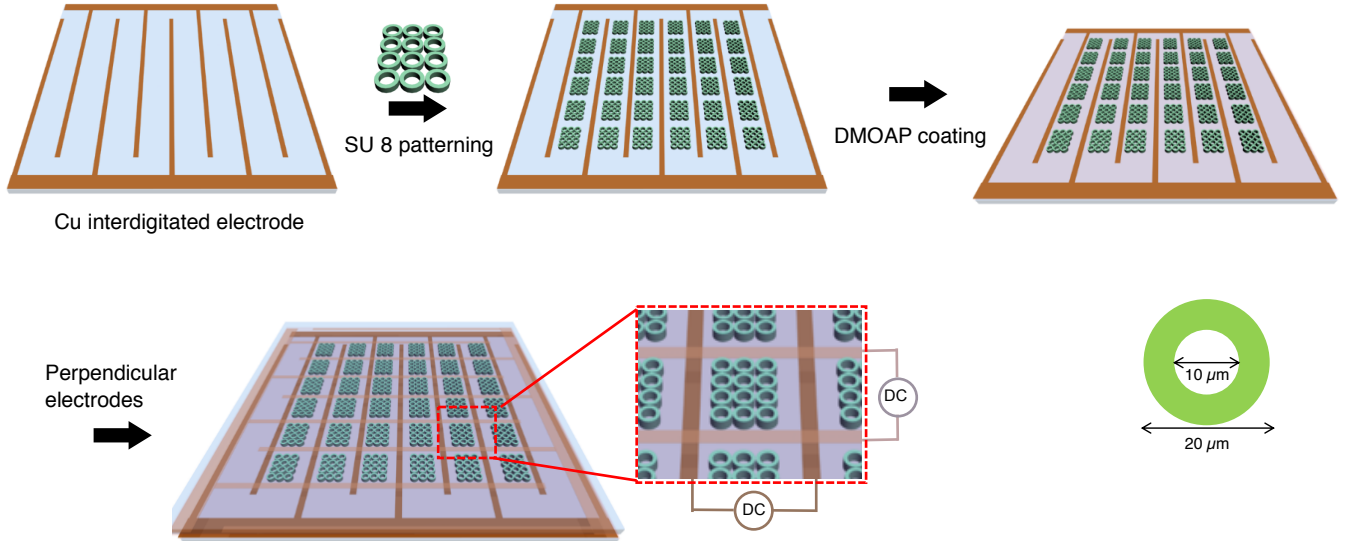 SU 8 patterning
DMOAP coating
Cu interdigitated electrode
Perpendicular
electrodes
DC
DC
10 µm
20 µm